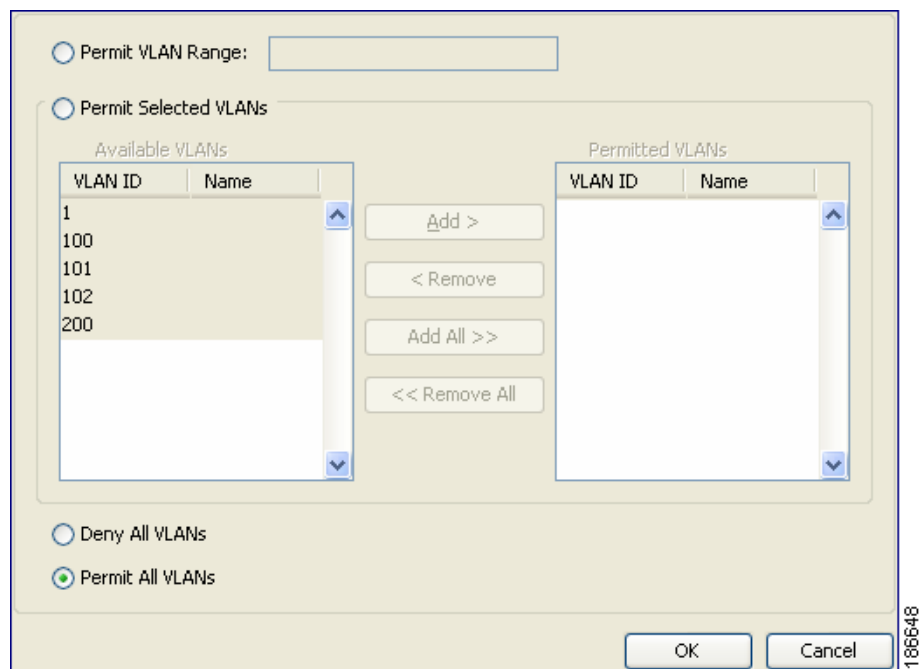 Permit VLAN Range:
Permit Selected VLANs
Available VLANs
VLAN ID Name
1
100
101
102
200
Add >
< Remove
Add All >>
<< Remove All
Permitted VLANs
VLAN ID Name
Deny All VLANs
Permit All VLANs
OK
Cancel
186648